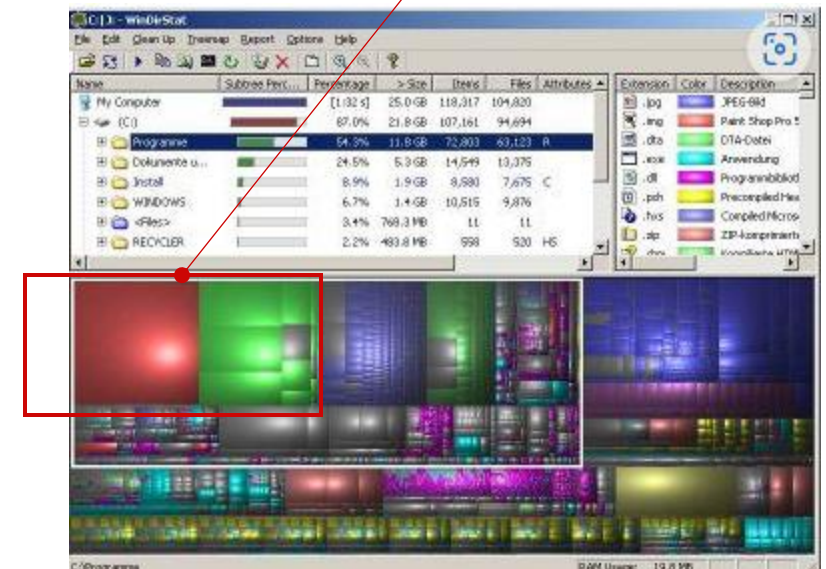 (C:) D: - WinDirStat
File Edit Clean Up Treemap Report Options Help
Name Subtree Perc... Percentage > Size Items Files Attributes
My Computer [1:32 s] 25.0 GB 118,317 104,820
(C:) 87.0% 21.8 GB 107,161 94,694
Programme 54.3% 11.8 GB 72,803 63,123 R
Dokumente u... 24.5% 5.3 GB 14,549 13,375
Install 8.9% 1.9 GB 8,580 7,675 C
WINDOWS 6.7% 1.4 GB 10,515 9,876
<Files> 3.4% 769.3 MB 11 11
RECYCLER 2.2% 483.8 MB 558 520 HS
Extension Color Description
.jpg JPEG-Bild
.img Paint Shop Pro 5
.dta DTA-Datei
.exe Anwendung
.dll Programmbibliot
.pch Precompiled Hea
.hxs Compiled Micros
.zip ZIP-komprimierte
C:\Programme
RAM Usage: 19.8 MB